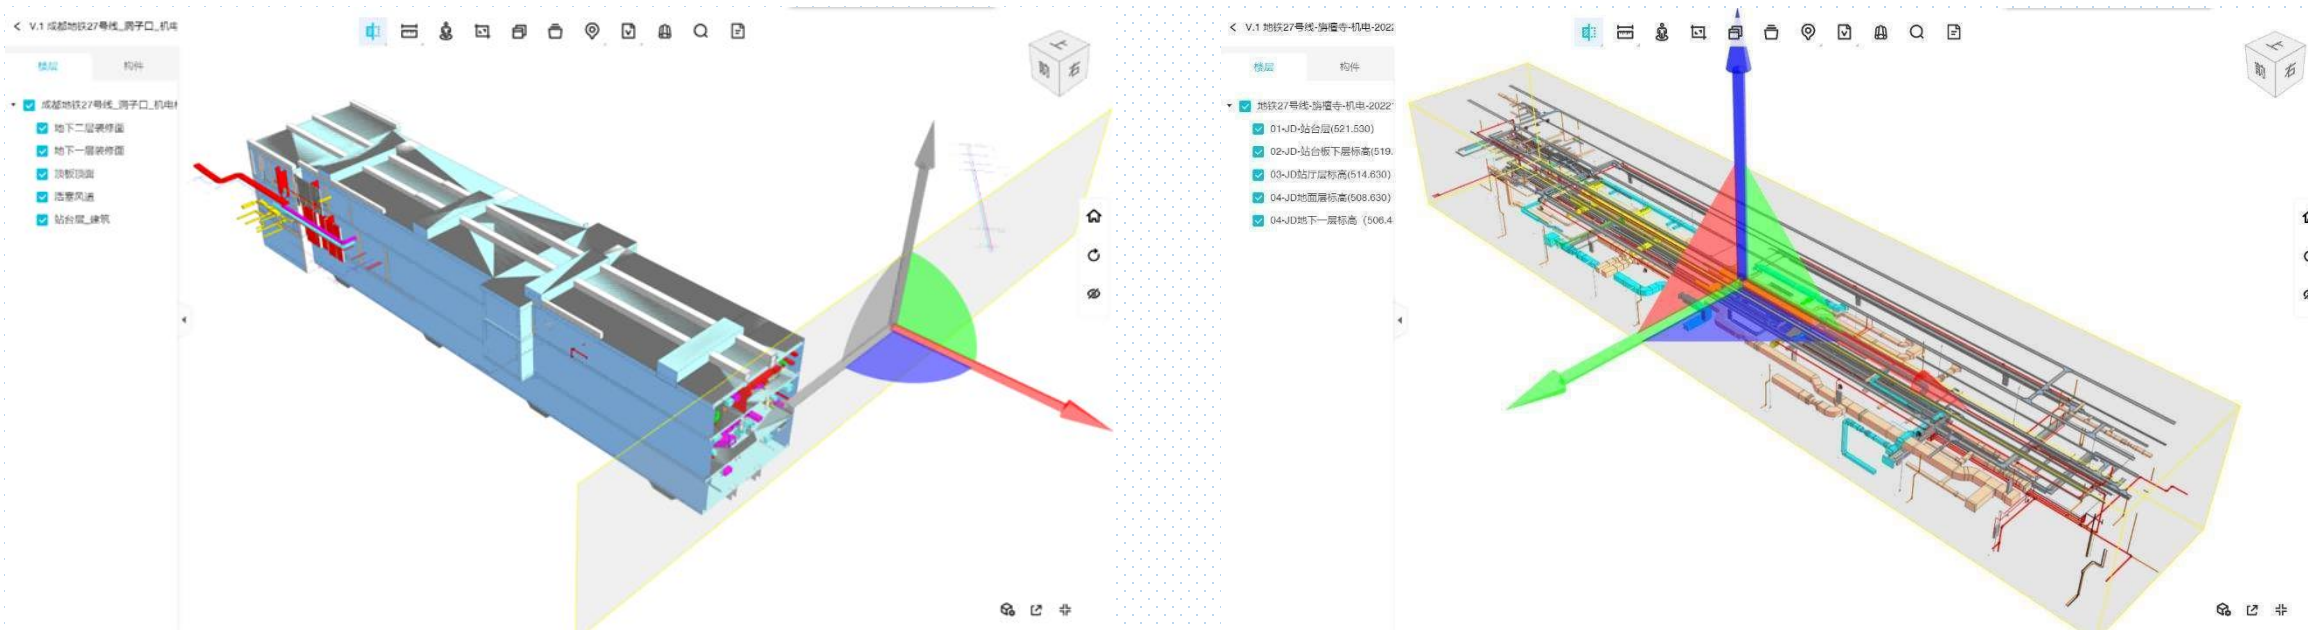 V.1 成都地铁27号线_洞子口_机电
楼层 构件
成都地铁27号线_洞子口_机电
地下二层装修面
地下一层装修面
顶板顶面
活塞风道
站台层_建筑
上
前 右
V.1 地铁27号线-旃檀寺-机电-202
楼层 构件
地铁27号线-旃檀寺-机电-2022
01-JD-站台层(521.530)
02-JD-站台板下层标高(519.
03-JD站厅层标高(514.630)
04-JD地面层标高(508.630)
04-JD地下一层标高（506.4
上
前 右